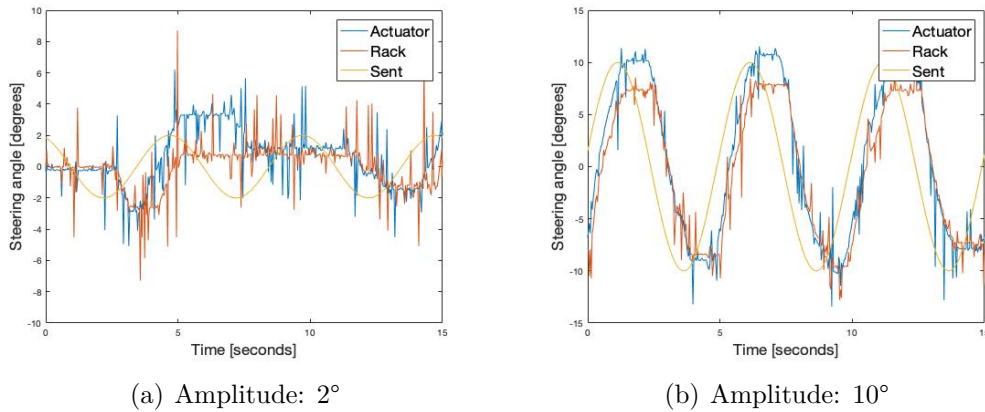 10
8
6
4
2
0
-2
-4
-6
-8
-10
0
5
10
15
Steering angle [degrees]
Time [seconds]
Actuator
Rack
Sent
(a) Amplitude: 2°
15
10
5
0
-5
-10
-15
0
5
10
15
Steering angle [degrees]
Time [seconds]
Actuator
Rack
Sent
(b) Amplitude: 10°